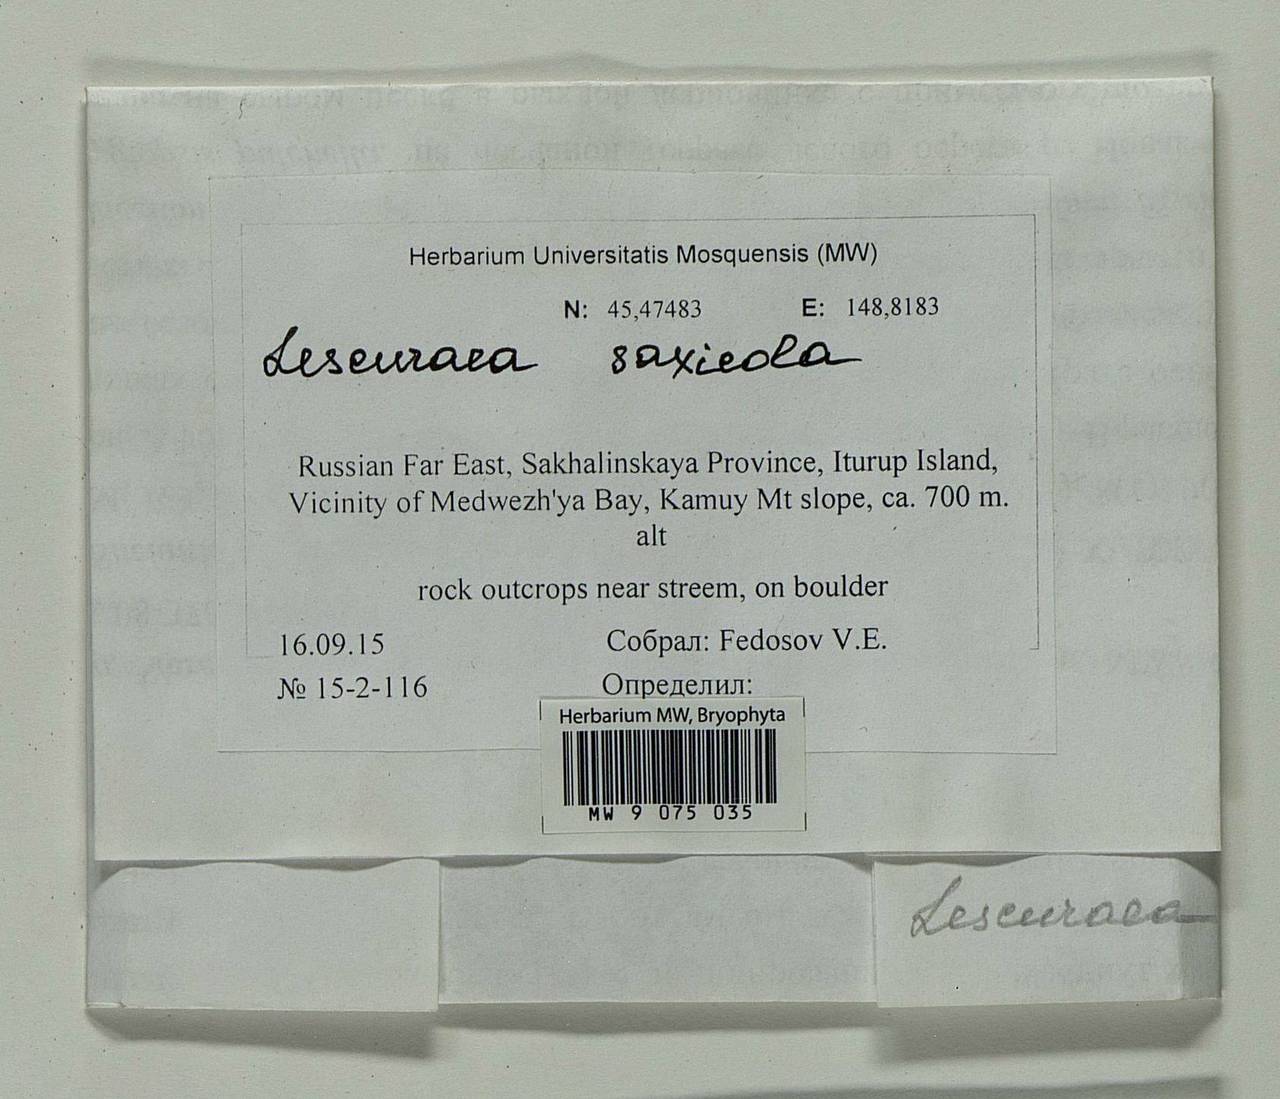 Herbarium Universitatis Mosquensis (MW)
N: 45,47483 E: 148,8183
Lescuraea saxicola
Russian Far East, Sakhalinskaya Province, Iturup Island,
Vicinity of Medwezh'ya Bay, Kamuy Mt slope, ca. 700 m.
alt
rock outcrops near streem, on boulder
16.09.15 Собрал: Fedosov V.E.
№ 15-2-116 Определил:
Herbarium MW, Bryophyta
MW 9 075 035
Lescuraea